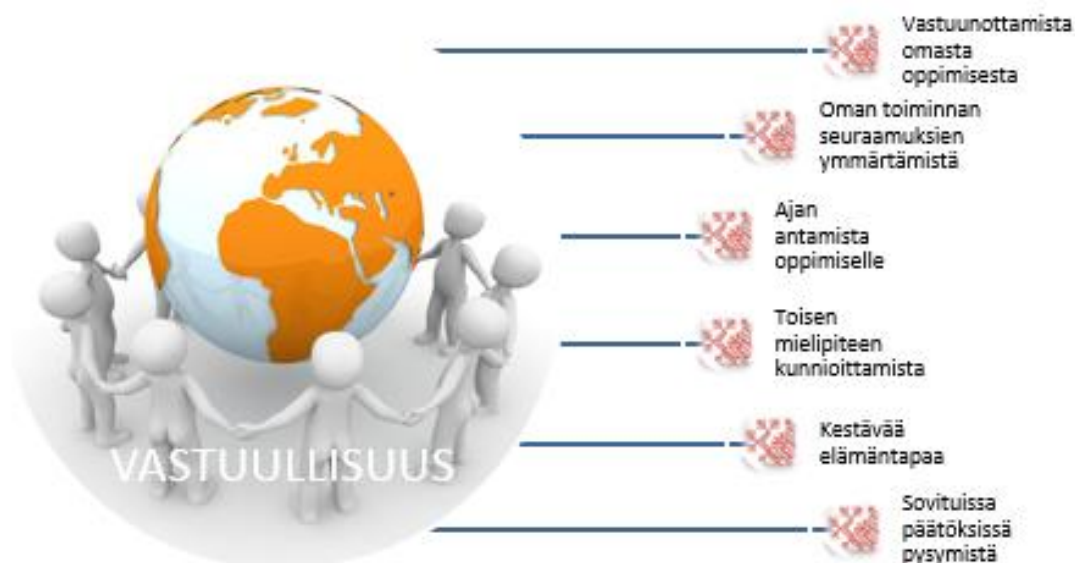 Vastuunottamista
omasta
oppimisesta
Oman toiminnan
seuraamuksien
ymmärtämistä
Ajan
antamista
oppimiselle
Toisen
mielipiteen
kunnioittamista
Kestävää
elämäntapaa
Sovituissa
päätöksissä
pysymistä
VASTUULLISUUS